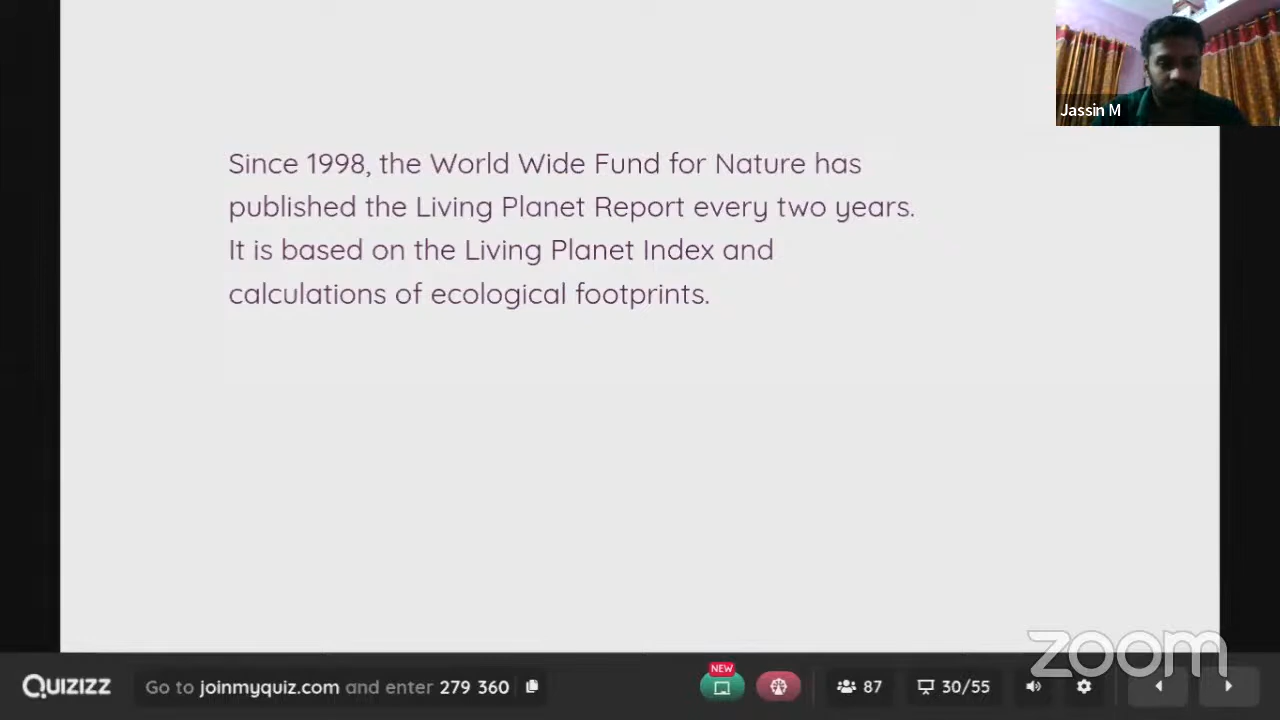 Jassin M
Since 1998, the World Wide Fund for Nature has
published the Living Planet Report every two years.
It is based on the Living Planet Index and
calculations of ecological footprints.
zoom
NEW
QUIZIZZ
Go to joinmyquiz.com and enter 279 360
87
30/55